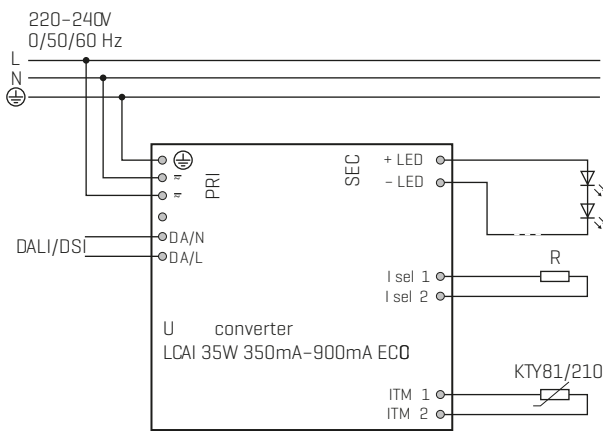 220–240V
0/50/60 Hz
L
N
PRI
SEC
+ LED
– LED
DALI/DSI
DA/N
DA/L
I sel 1
I sel 2
R
U converter
LCAI 35W 350mA–900mA ECO
KTY81/210
ITM 1
ITM 2